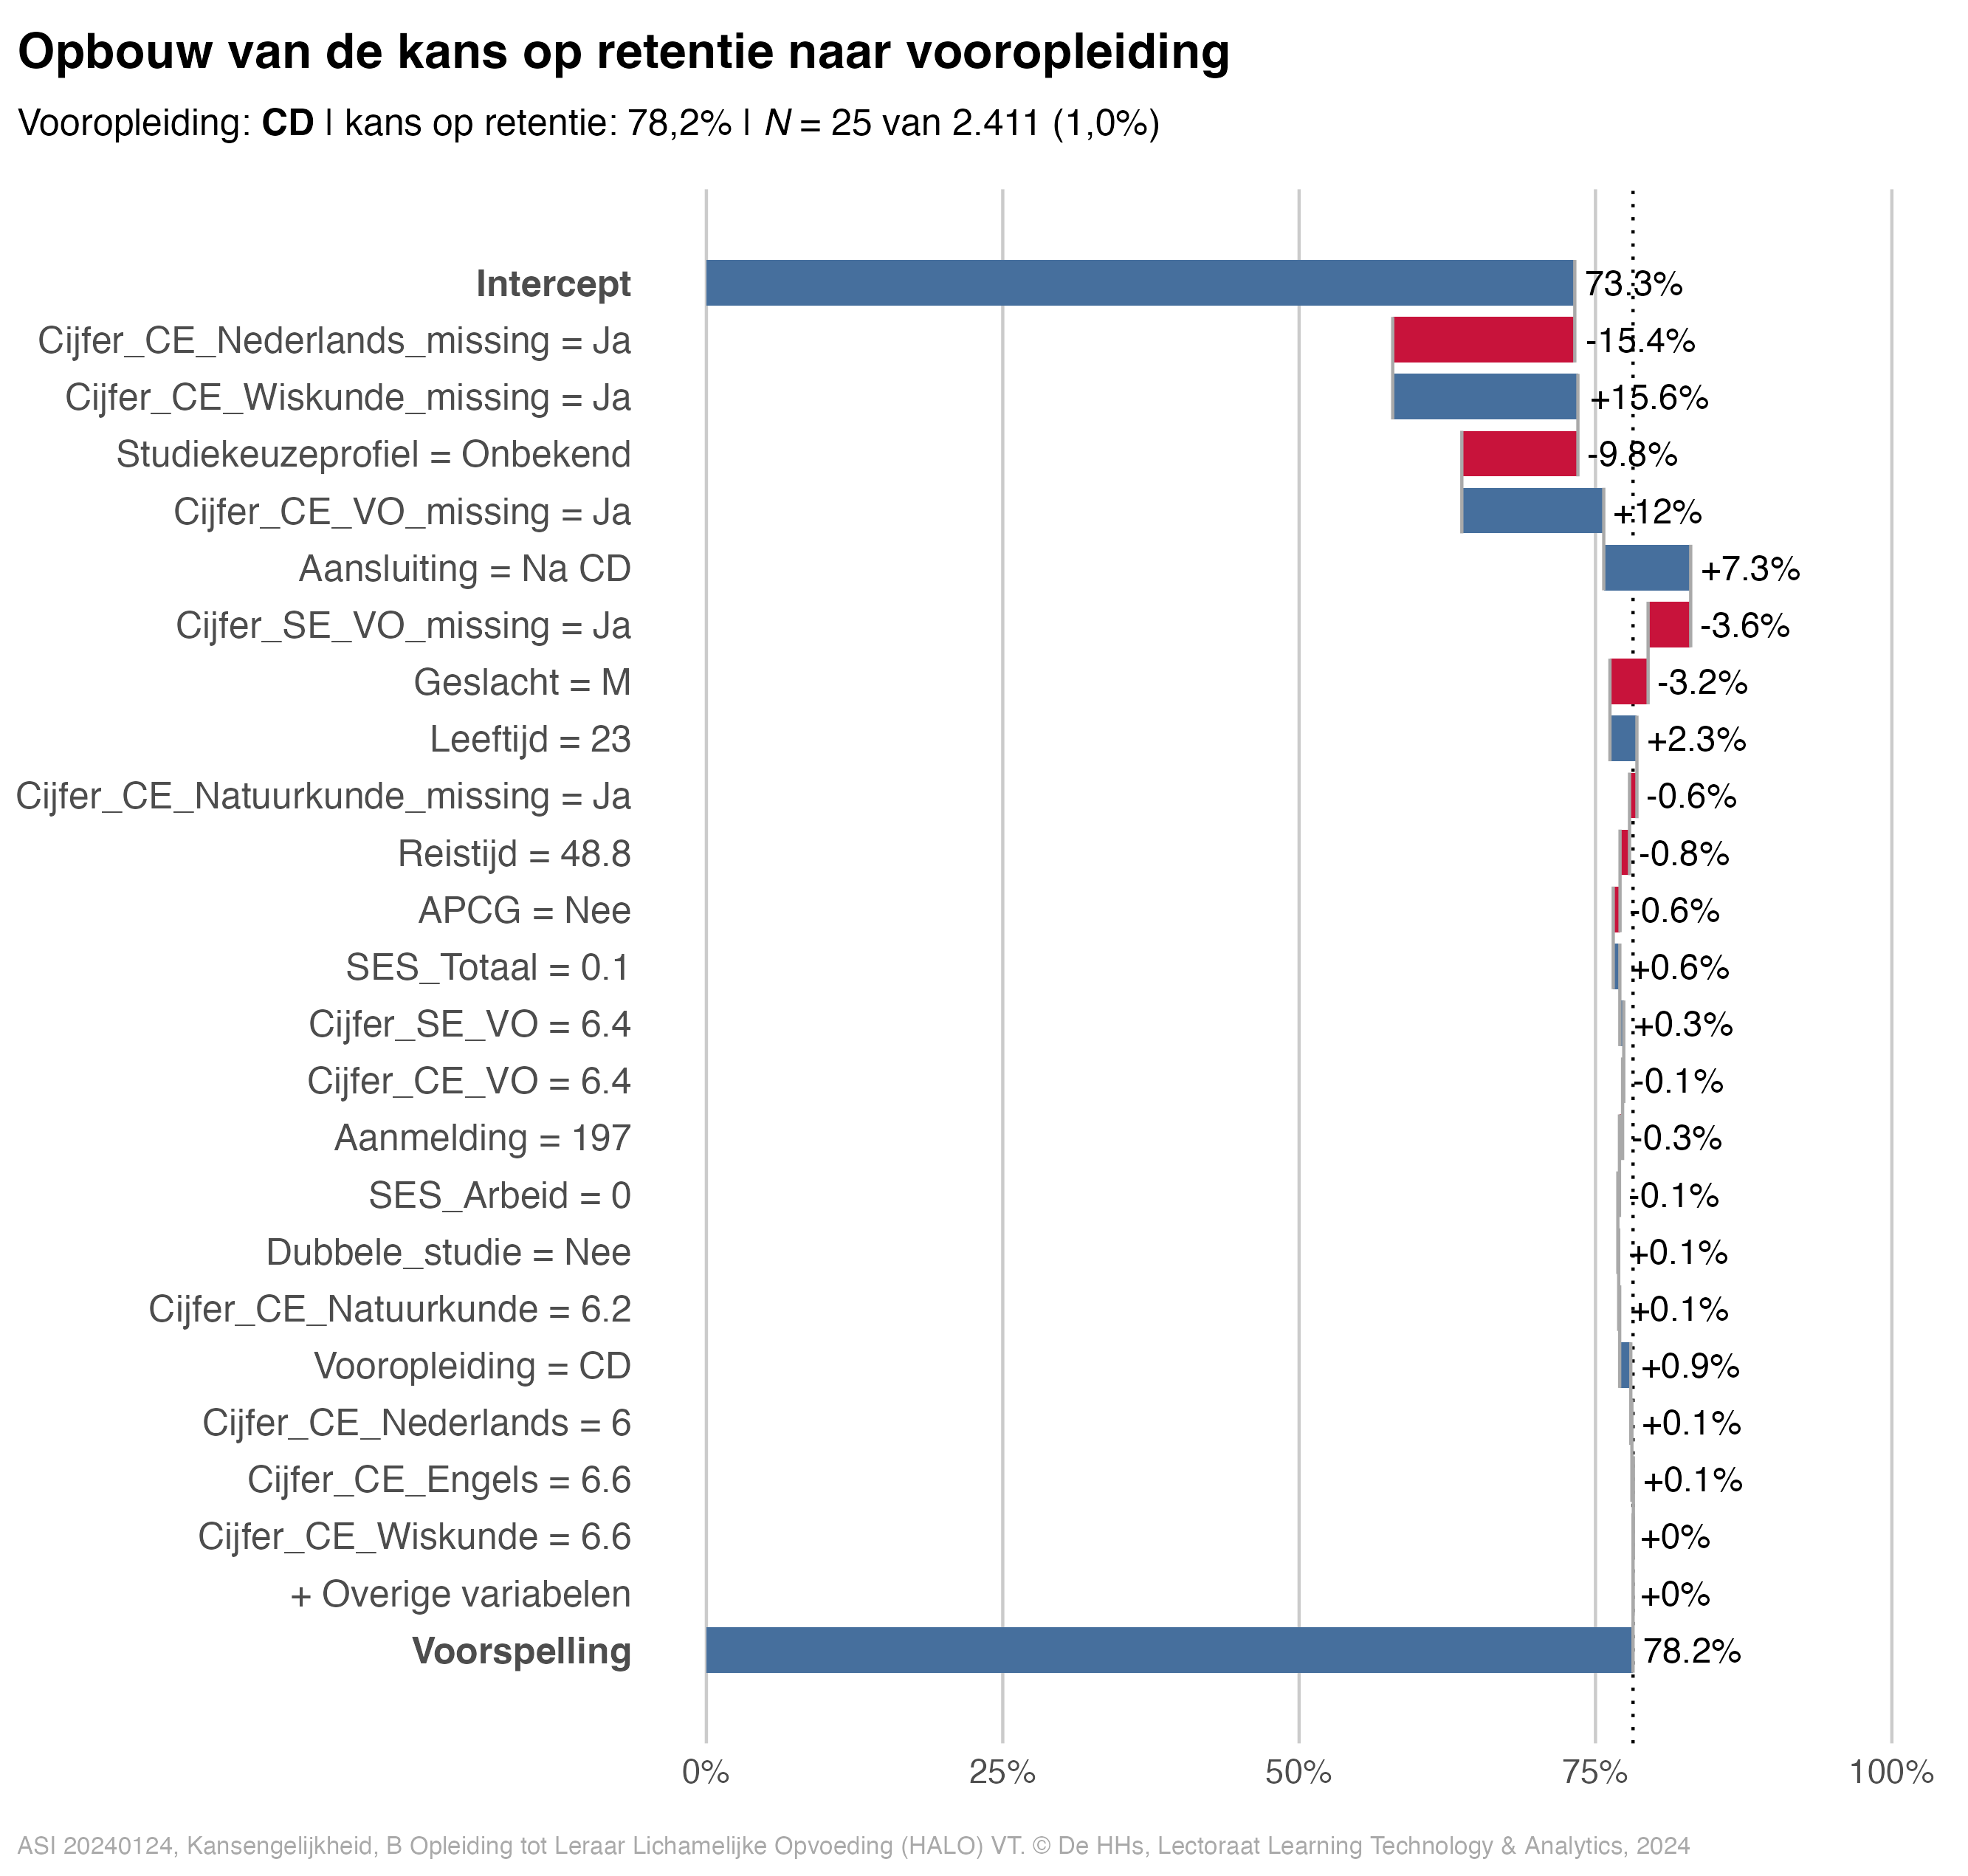 Opbouw van de kans op retentie naar vooropleiding
Vooropleiding: CD | kans op retentie: 78,2% | N = 25 van 2.411 (1,0%)
Intercept 73.3%
Cijfer_CE_Nederlands_missing = Ja -15.4%
Cijfer_CE_Wiskunde_missing = Ja +15.6%
Studiekeuzeprofiel = Onbekend -9.8%
Cijfer_CE_VO_missing = Ja +12%
Aansluiting = Na CD +7.3%
Cijfer_SE_VO_missing = Ja -3.6%
Geslacht = M -3.2%
Leeftijd = 23 +2.3%
Cijfer_CE_Natuurkunde_missing = Ja -0.6%
Reistijd = 48.8 -0.8%
APCG = Nee -0.6%
SES_Totaal = 0.1 +0.6%
Cijfer_SE_VO = 6.4 +0.3%
Cijfer_CE_VO = 6.4 -0.1%
Aanmelding = 197 -0.3%
SES_Arbeid = 0 -0.1%
Dubbele_studie = Nee +0.1%
Cijfer_CE_Natuurkunde = 6.2 +0.1%
Vooropleiding = CD +0.9%
Cijfer_CE_Nederlands = 6 +0.1%
Cijfer_CE_Engels = 6.6 +0.1%
Cijfer_CE_Wiskunde = 6.6 +0%
+ Overige variabelen +0%
Voorspelling 78.2%
0% 25% 50% 75% 100%
ASI 20240124, Kansengelijkheid, B Opleiding tot Leraar Lichamelijke Opvoeding (HALO) VT. © De HHs, Lectoraat Learning Technology & Analytics, 2024